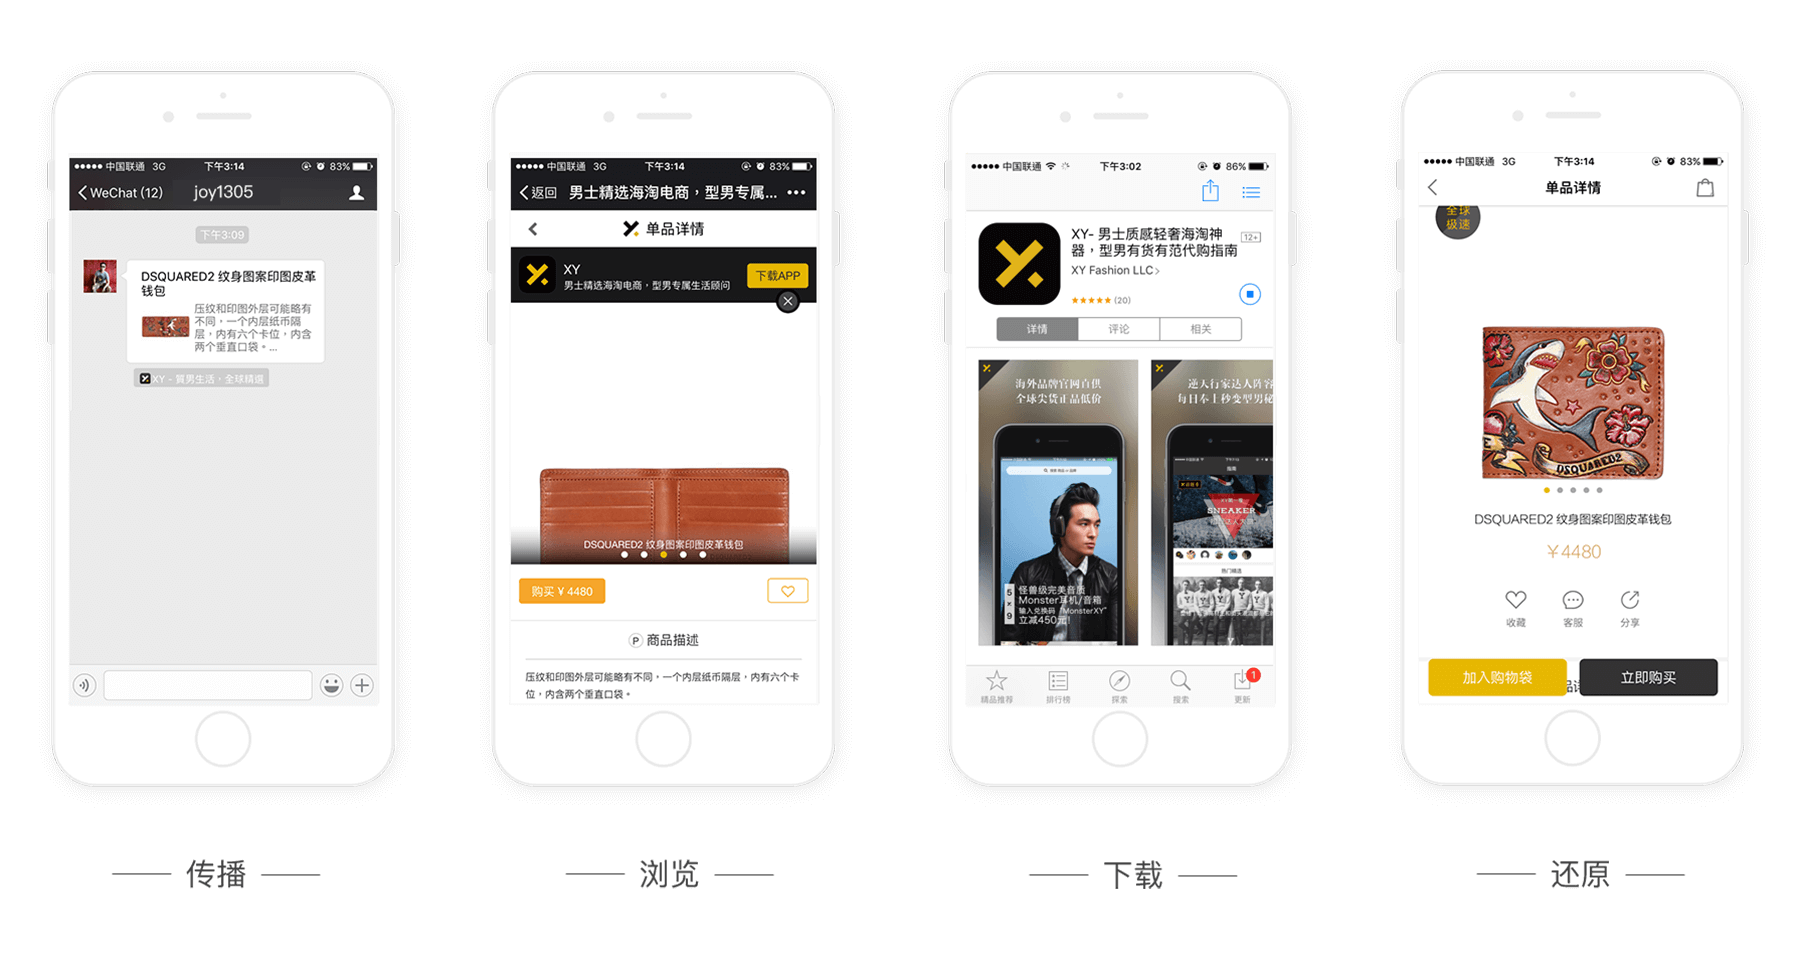 中国联通 3G 下午3:14 83%
WeChat (12) joy1305
下午3:09
DSQUARED2 纹身图案印图皮革
钱包
压纹和印图外层可能略有
不同，一个内层纸币隔
层，内有六个卡位，内含
两个垂直口袋。...
XY - 質男生活，全球精選
传播
中国联通 3G 下午3:14 83%
返回 男士精选海淘电商，型男专属...
单品详情
XY
男士精选海淘电商，型男专属生活顾问
下载APP
DSQUARED2 纹身图案印图皮革钱包
购买 ¥ 4480
P 商品描述
压纹和印图外层可能略有不同，一个内层纸币隔层，内有六个卡
位，内含两个垂直口袋。
浏览
中国联通 下午3:02 86%
XY- 男士质感轻奢海淘神
器，型男有货有范代购指南
12+
XY Fashion LLC
(20)
详情 评论 相关
海外品牌官网直供
全球尖货正品低价
怪兽级完美音质
Monster耳机/音箱
输入兑换码 "MonsterXY"
立减450元!
5
×
9
逆天行家达人阵容
每日奉上秒变型男秘
SNEAKER
热门精选
精品推荐 排行榜 探索 搜索 更新
1
下载
中国联通 3G 下午3:14 83%
单品详情
全球
极速
DSQUARED2
DSQUARED2 纹身图案印图皮革钱包
¥4480
收藏 客服 分享
加入购物袋 立即购买
还原